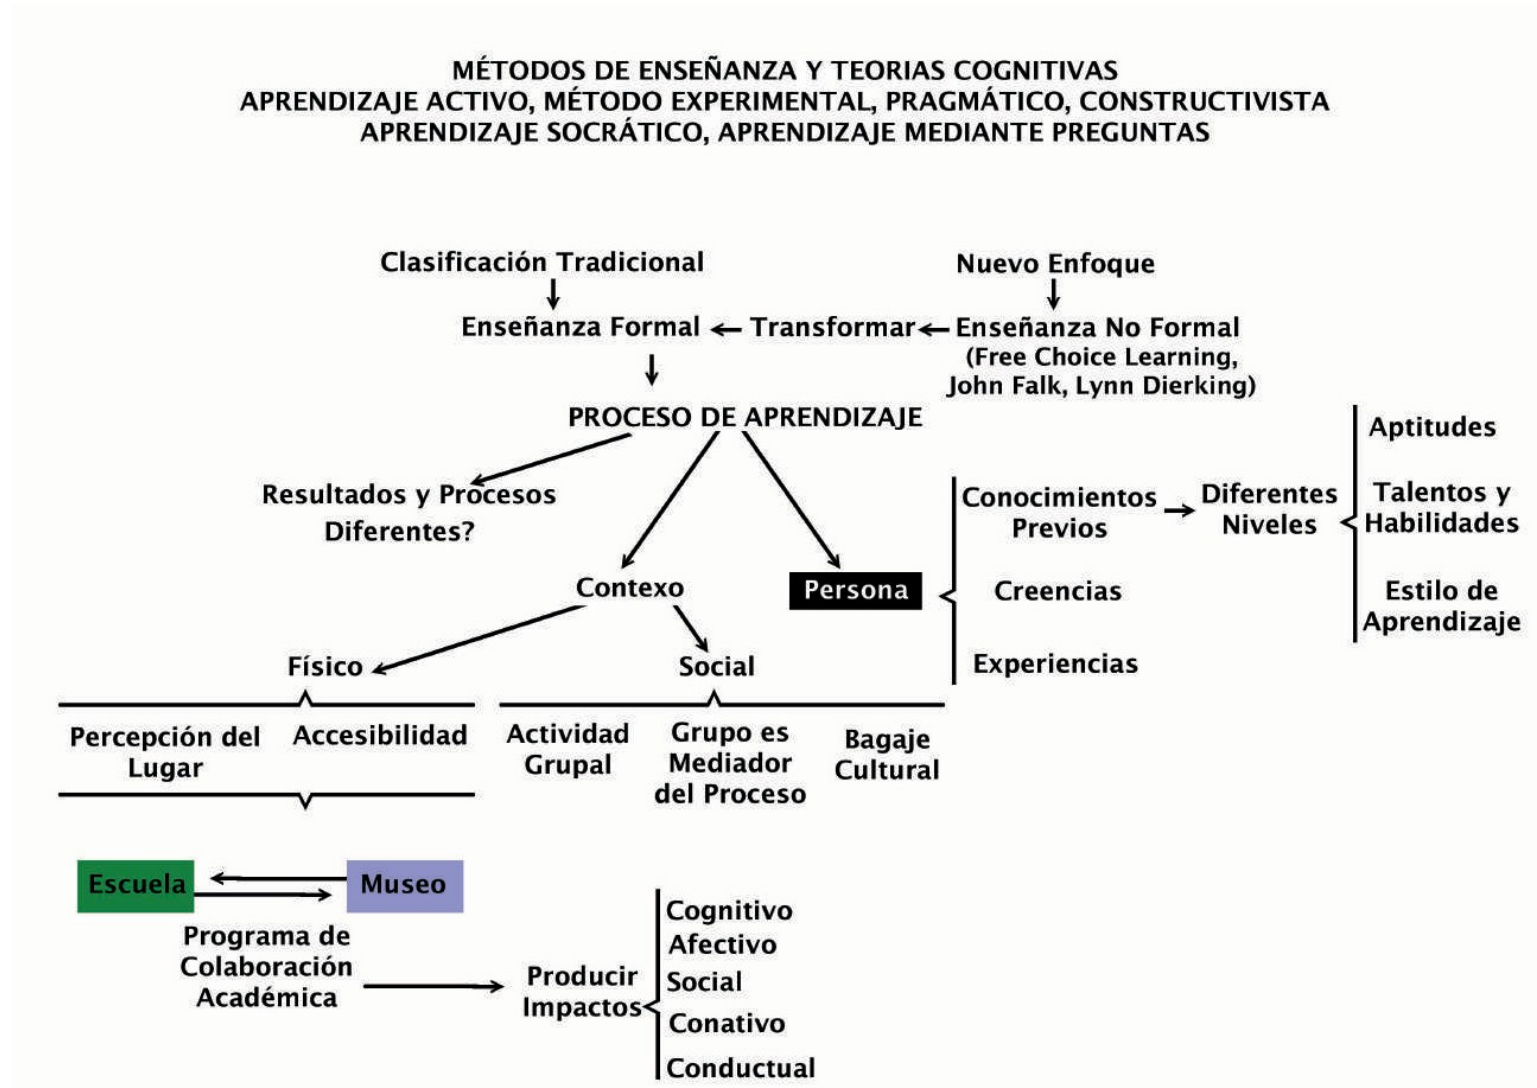 MÉTODOS DE ENSEÑANZA Y TEORIAS COGNITIVAS
APRENDIZAJE ACTIVO, MÉTODO EXPERIMENTAL, PRAGMÁTICO, CONSTRUCTIVISTA
APRENDIZAJE SOCRÁTICO, APRENDIZAJE MEDIANTE PREGUNTAS
Clasificación Tradicional
Nuevo Enfoque
Enseñanza Formal
Transformar
Enseñanza No Formal
(Free Choice Learning,
John Falk, Lynn Dierking)
PROCESO DE APRENDIZAJE
Resultados y Procesos
Diferentes?
Contexo
Persona
Conocimientos
Previos
Creencias
Experiencias
Diferentes
Niveles
Aptitudes
Talentos y
Habilidades
Estilo de
Aprendizaje
Físico
Social
Percepción del
Lugar
Accesibilidad
Actividad
Grupal
Grupo es
Mediador
del Proceso
Bagaje
Cultural
Escuela
Museo
Programa de
Colaboración
Académica
Producir
Impactos
Cognitivo
Afectivo
Social
Conativo
Conductual